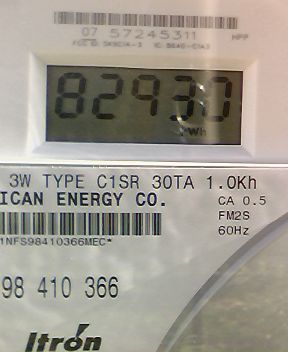 07 57245311
HPP
82930
kWh
3W TYPE C1SR 30TA 1.0Kh
ICAN ENERGY CO.
CA 0.5
FM2S
60Hz
1NFS98410366MEC*
98 410 366
Itron